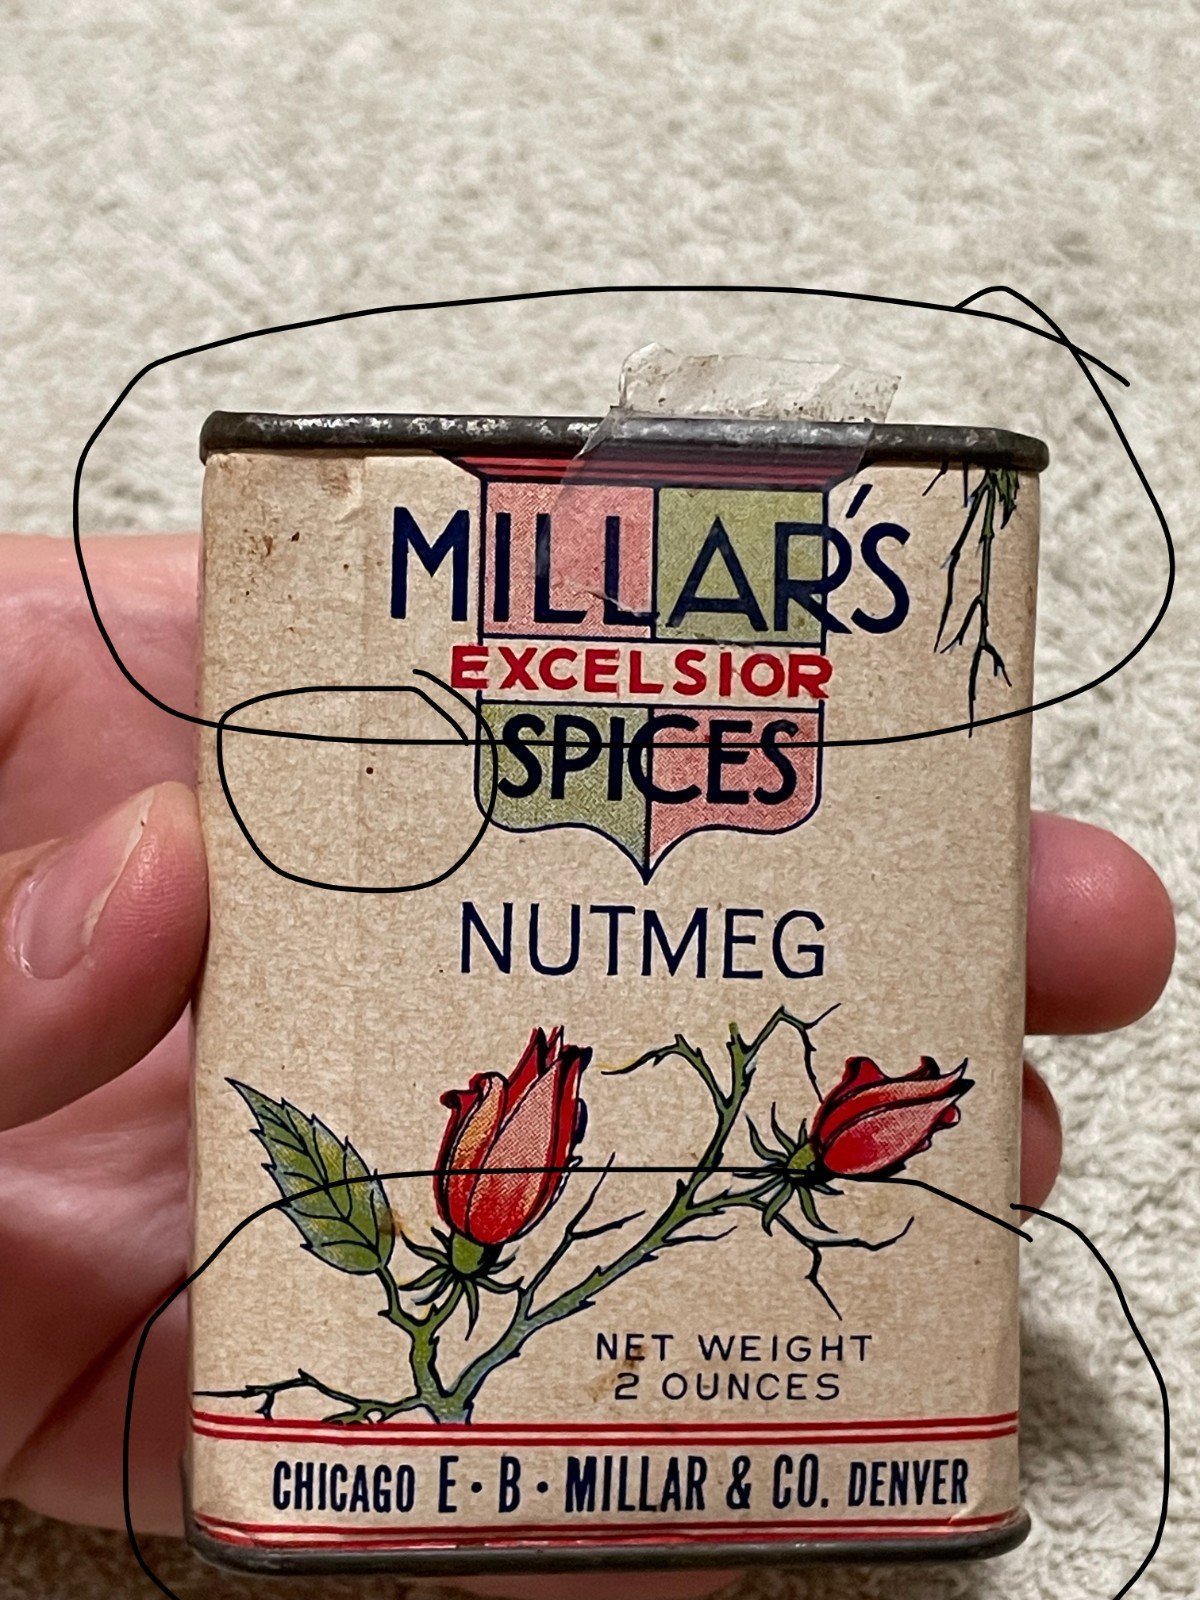 MILLAR'S
EXCELSIOR
SPICES
NUTMEG
NET WEIGHT
2 OUNCES
CHICAGO E · B · MILLAR & CO. DENVER